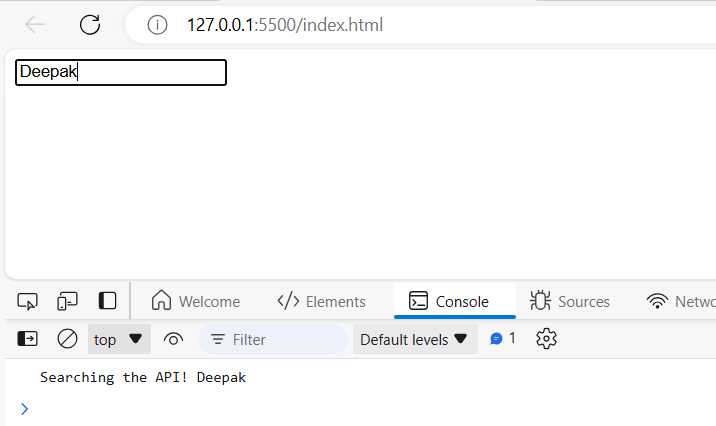 127.0.0.1:5500/index.html
Deepak
Welcome Elements Console Sources Netwo
top Filter Default levels 1
Searching the API! Deepak